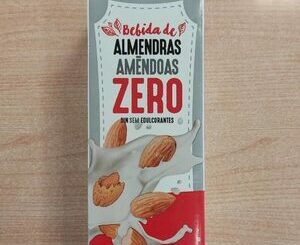 Bebida de
ALMENDRAS
AMÊNDOAS
ZERO
SIN SEM EDULCORANTES